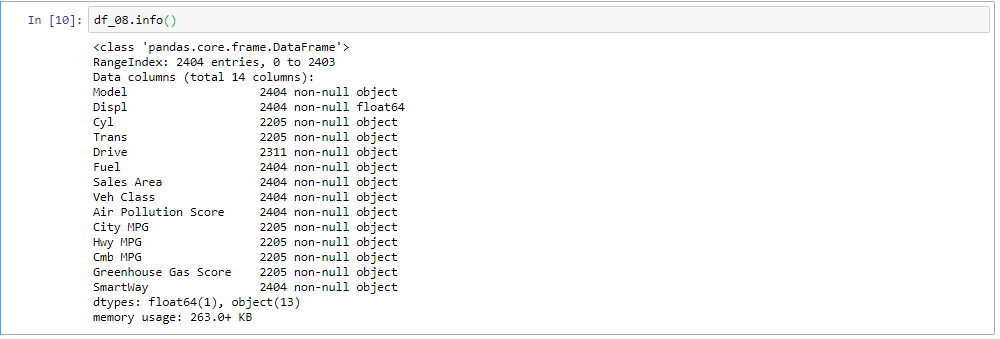 In [10]: df_08.info()
<class 'pandas.core.frame.DataFrame'>
RangeIndex: 2404 entries, 0 to 2403
Data columns (total 14 columns):
Model                   2404 non-null object
Displ                   2404 non-null float64
Cyl                     2205 non-null object
Trans                   2205 non-null object
Drive                   2311 non-null object
Fuel                    2404 non-null object
Sales Area              2404 non-null object
Veh Class               2404 non-null object
Air Pollution Score     2404 non-null object
City MPG                2205 non-null object
Hwy MPG                 2205 non-null object
Cmb MPG                 2205 non-null object
Greenhouse Gas Score    2205 non-null object
SmartWay                2404 non-null object
dtypes: float64(1), object(13)
memory usage: 263.0+ KB